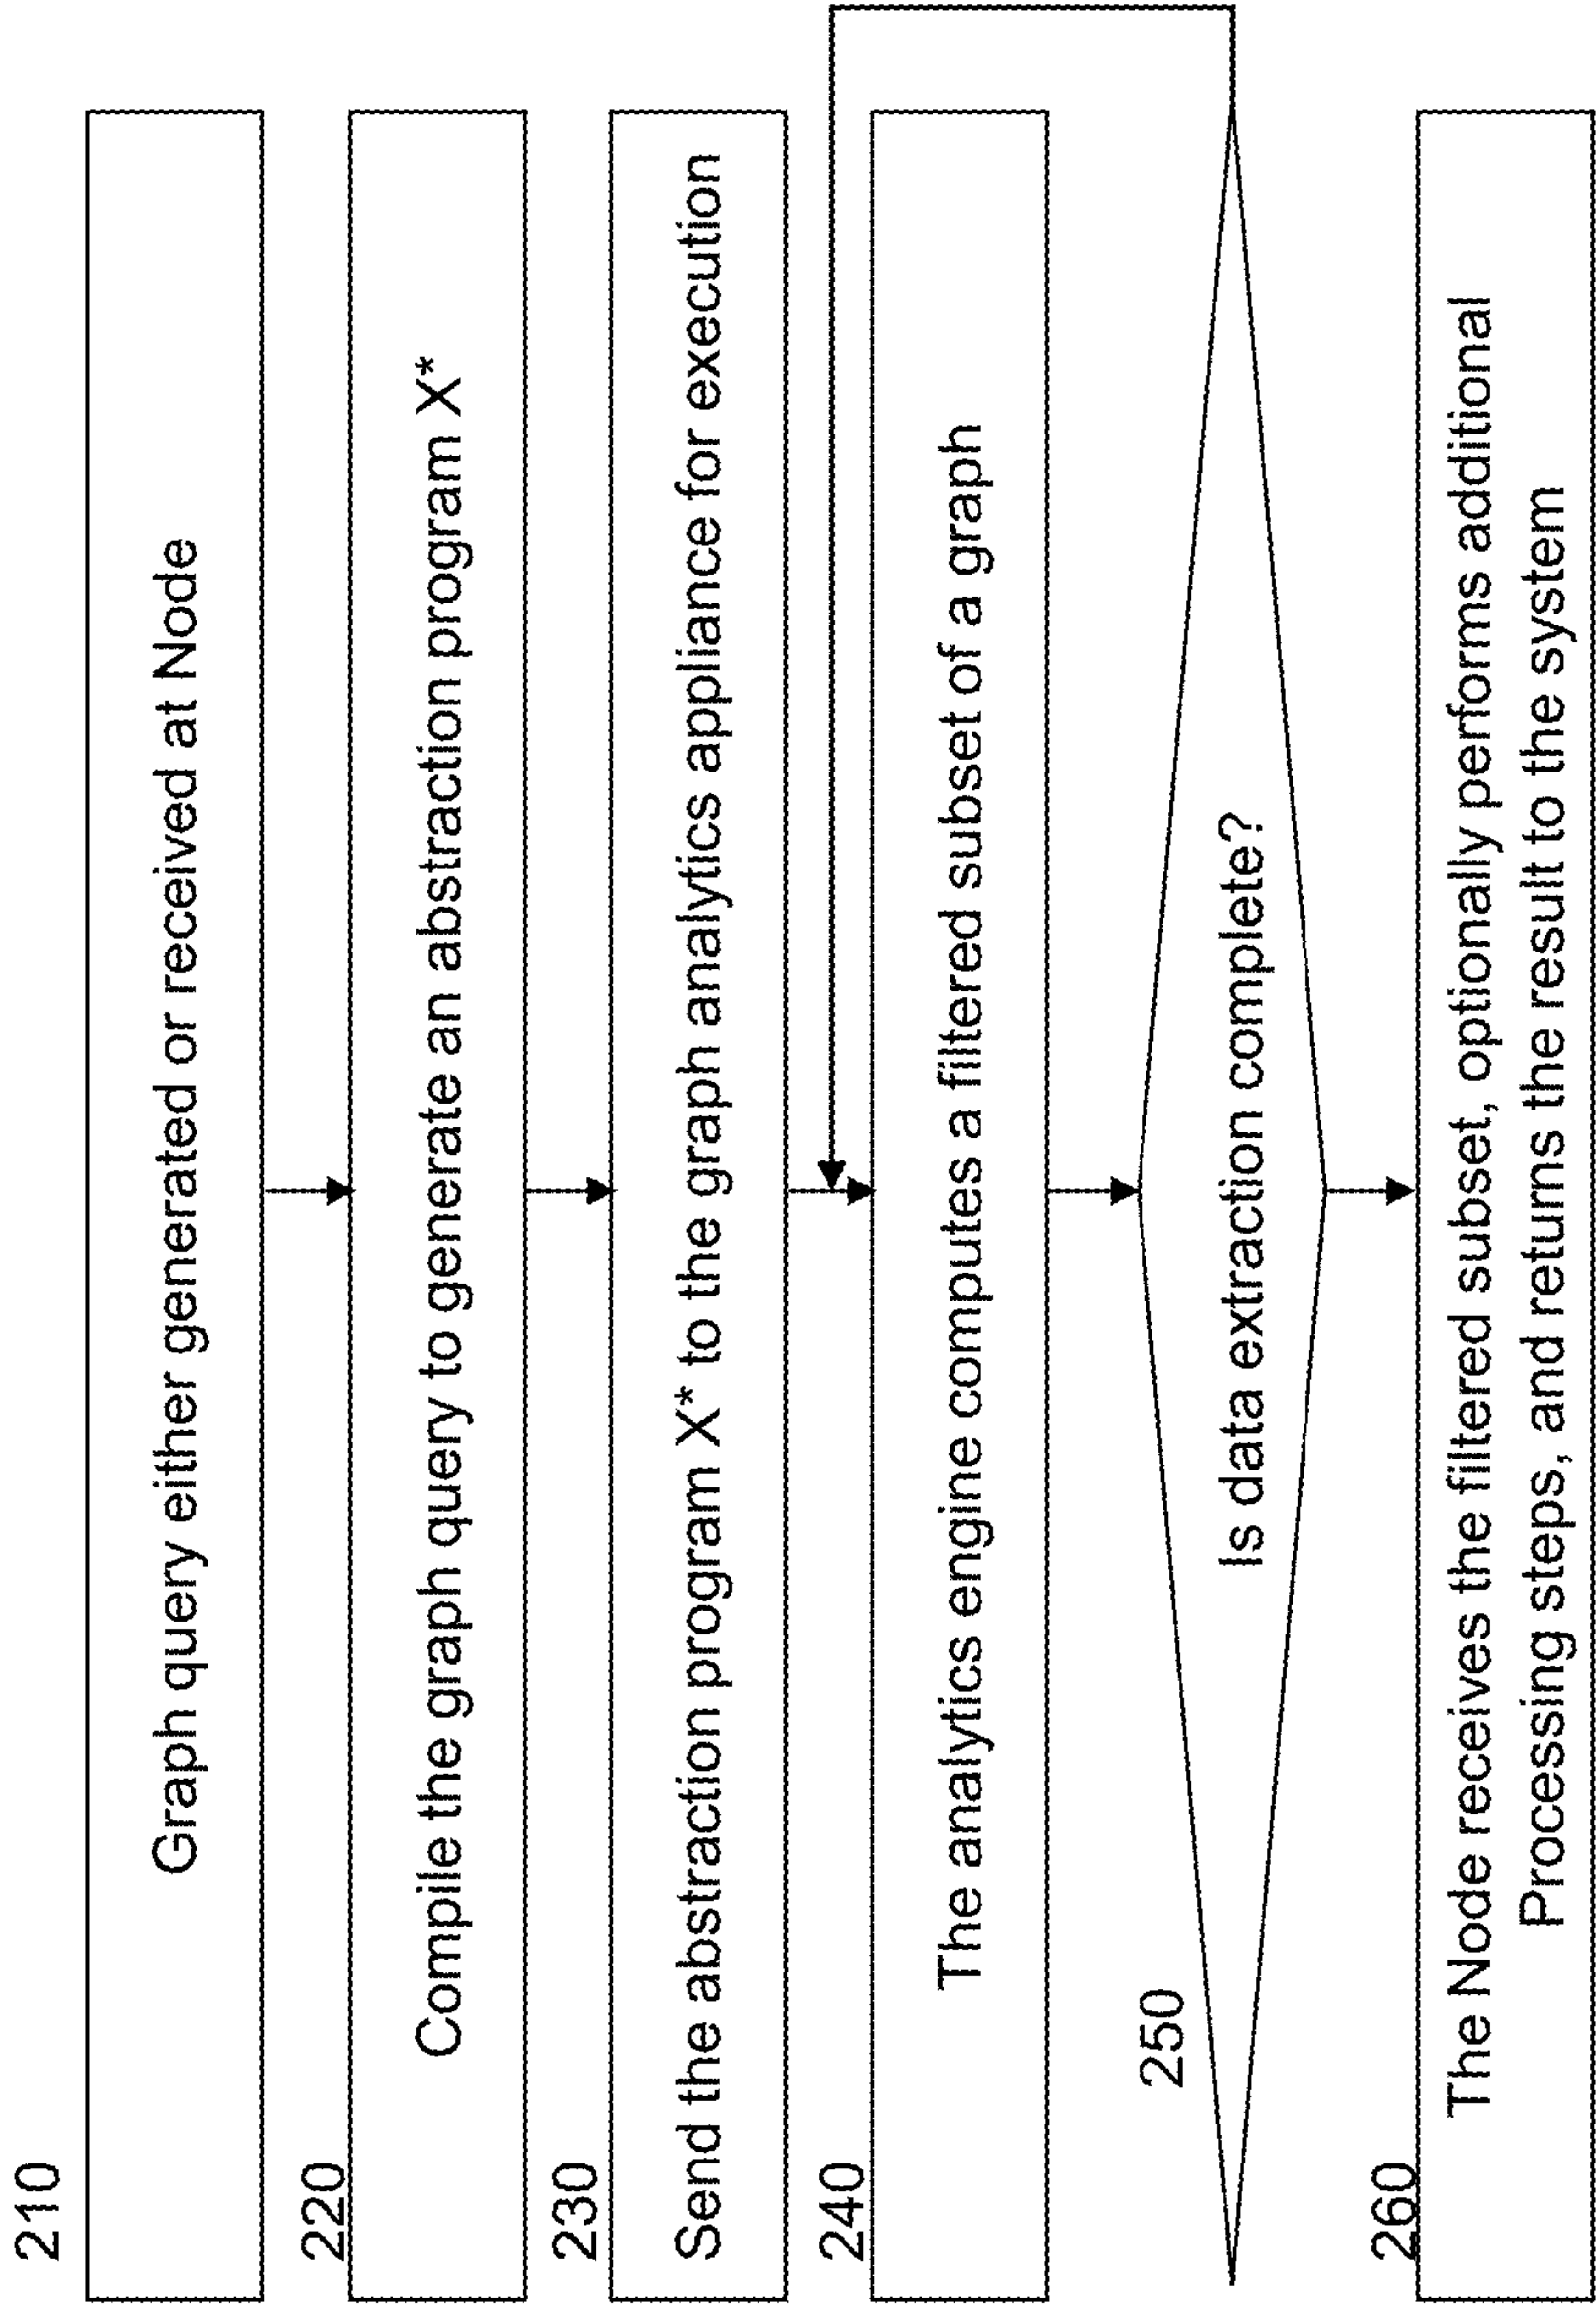 210
Graph query either generated or received at Node
220
Compile the graph query to generate an abstraction program X*
230
Send the abstraction program X* to the graph analytics appliance for execution
240
The analytics engine computes a filtered subset of a graph
250
Is data extraction complete?
260
The Node receives the filtered subset, optionally performs additional
Processing steps, and returns the result to the system